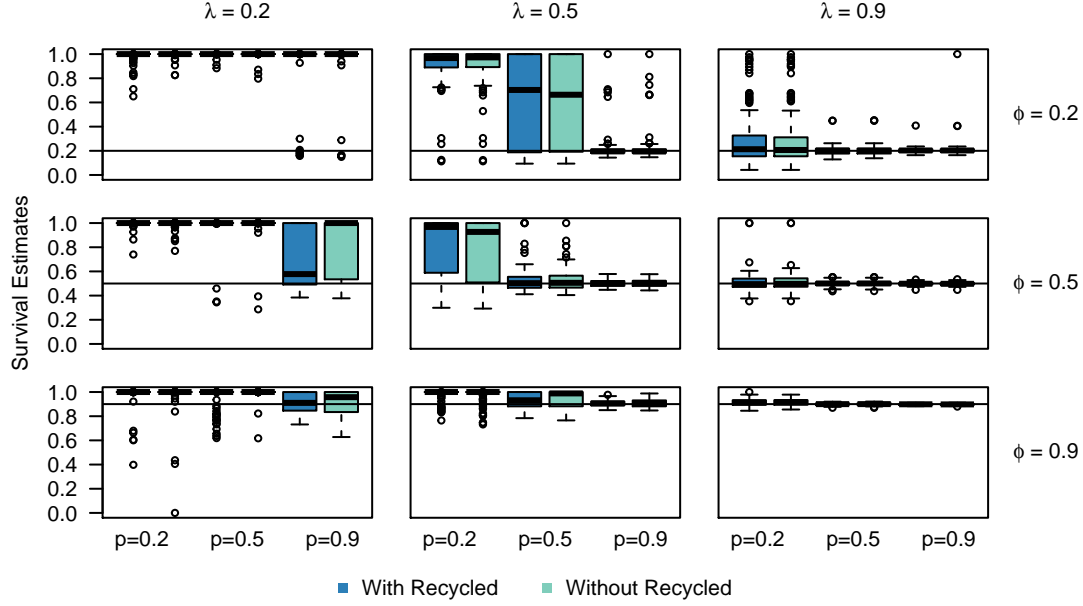 λ = 0.2 λ = 0.5 λ = 0.9
1.0
0.8
0.6
0.4
0.2
0.0
ϕ = 0.2
1.0
0.8
0.6
0.4
0.2
0.0
ϕ = 0.5
Survival Estimates
1.0
0.8
0.6
0.4
0.2
0.0
ϕ = 0.9
p=0.2 p=0.5 p=0.9 p=0.2 p=0.5 p=0.9 p=0.2 p=0.5 p=0.9
With Recycled Without Recycled